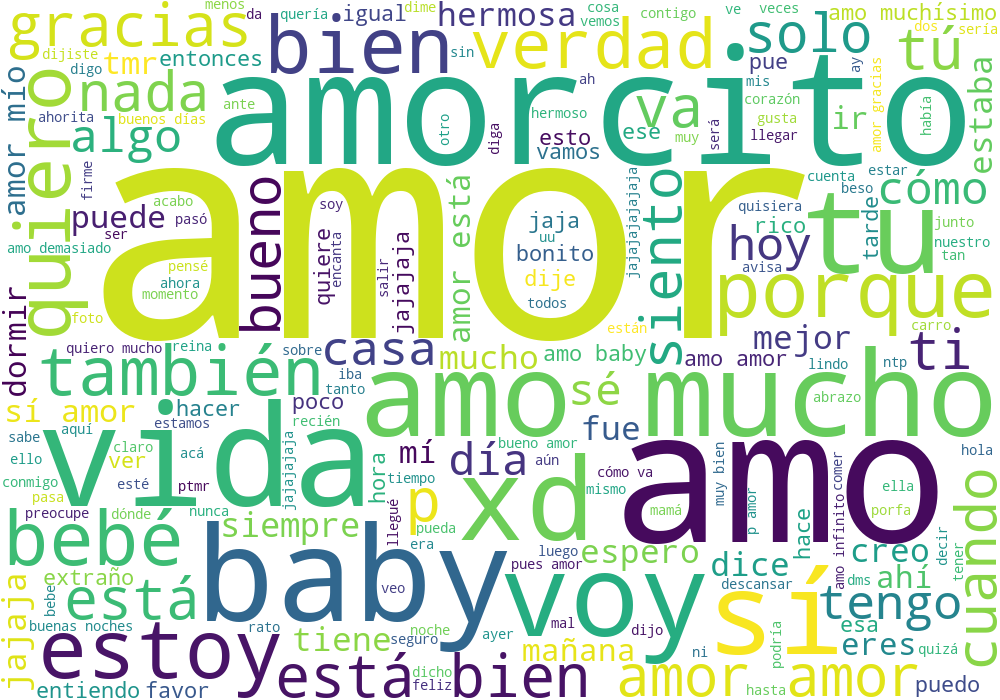 menos
da
quería
igual
hermosa
cosa
dime
vemos
contigo
ve
veces
amo muchísimo
gracias
bien
verdad
solo
dos
sería
dijiste
tmr
entonces
sin
pue
ay
tú
digo
nada
amorcito
ah
va
mis
amor mío
quiero
ahorita
ante
hermoso
corazón
amor gracias
había
estaba
buenos días
otro
diga
esto
ese
muy
gusta
será
llegar
ir
algo
vamos
firme
acabo
bueno
amor
siento
cuenta
estar
cómo
puede
pasó
soy
jaja
jajajajajaja
quisiera
beso
rico
tarde
junto
ser
quiere
encanta
jajajaja
amor está
uu
bonito
hoy
tu
nuestro
amo demasiado
salir
avisa
tan
pensé
ahora
dije
porque
momento
todos
dormir
foto
están
carro
reina
casa
mejor
quiero mucho
sobre
mucho
amo baby
amo amor
lindo
ntp
ti
también
iba
tanto
amo mucho
sé
abrazo
sí amor
hacer
poco
estamos
recién
fue
sabe
aquí
vida
mí
día
bueno amor
amo
hola
ello
claro
ver
acá
jajajaja
hora
aún
cómo va
muy bien
comer
conmigo
esté
ptmr
tiempo
xd
mismo
mamá
ella
pasa
p
preocupe
dónde
nunca
llegué
porfa
bebé
siempre
pueda
hace
amo infinito
cuando
baby
era
luego
espero
creo
decir
tener
extraño
pues amor
dice
jajaja
bebe
está
veo
voy
descansar
dms
ahí
sí
tengo
buenas noches
rato
tiene
seguro
noche
ayer
mal
dijo
esa
estoy
mañana
ni
podría
eres
quizá
está bien
dicho
entiendo
favor
feliz
amor amor
hasta
puedo